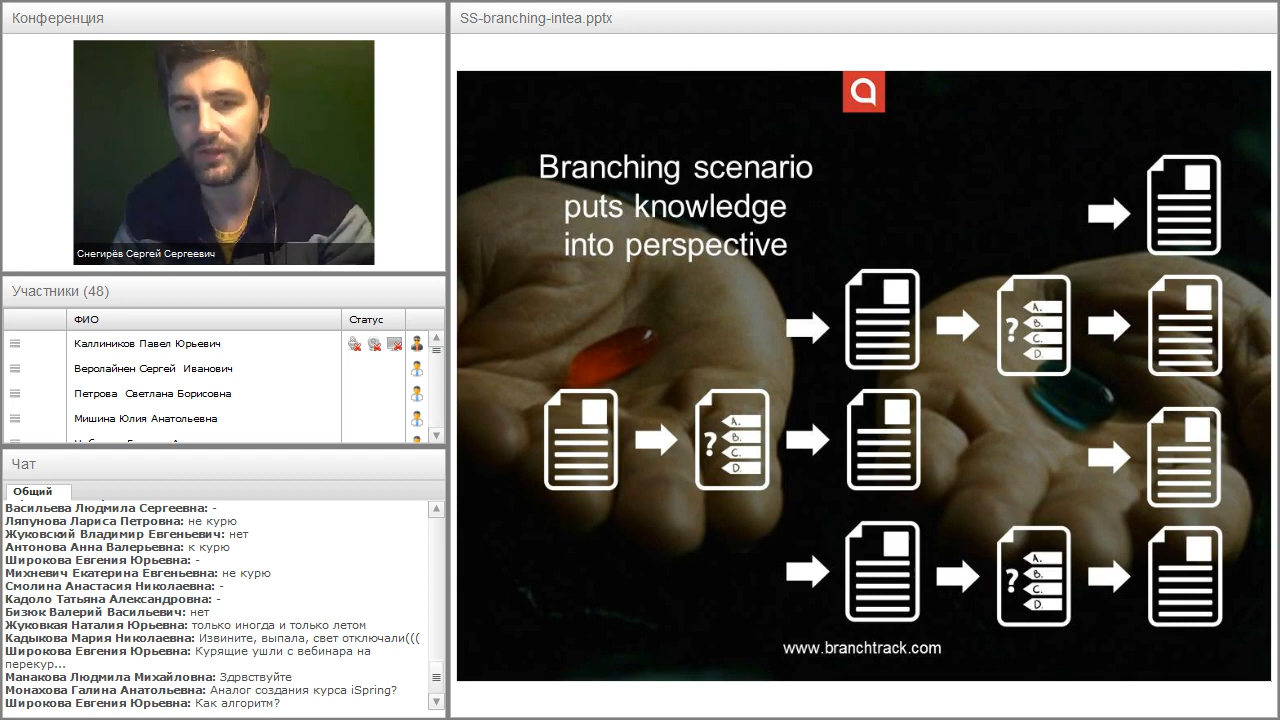 Конференция
Снегирёв Сергей Сергеевич
Участники (48)
ФИО Статус
Каллиников Павел Юрьевич
Веролайнен Сергей Иванович
Петрова Светлана Борисовна
Мишина Юлия Анатольевна
Чат
Общий
Васильева Людмила Сергеевна: -
Ляпунова Лариса Петровна: не курю
Жуковский Владимир Евгеньевич: нет
Антонова Анна Валерьевна: к курю
Широкова Евгения Юрьевна: -
Михневич Екатерина Евгеньевна: не курю
Смолина Анастасия Николаевна: -
Кадоло Татьяна Александровна: -
Бизюк Валерий Васильевич: нет
Жуковкая Наталия Юрьевна: только иногда и только летом
Кадыкова Мария Николаевна: Извините, выпала, свет отключали(((
Широкова Евгения Юрьевна: Курящие ушли с вебинара на
перекур...
Манакова Людмила Михайловна: Здрвствуйте
Монахова Галина Анатольевна: Аналог создания курса iSpring?
Широкова Евгения Юрьевна: Как алгоритм?
SS-branching-intea.pptx
Branching scenario
puts knowledge
into perspective
? A.
B.
C.
D.
? A.
B.
C.
D.
? A.
B.
C.
D.
www.branchtrack.com